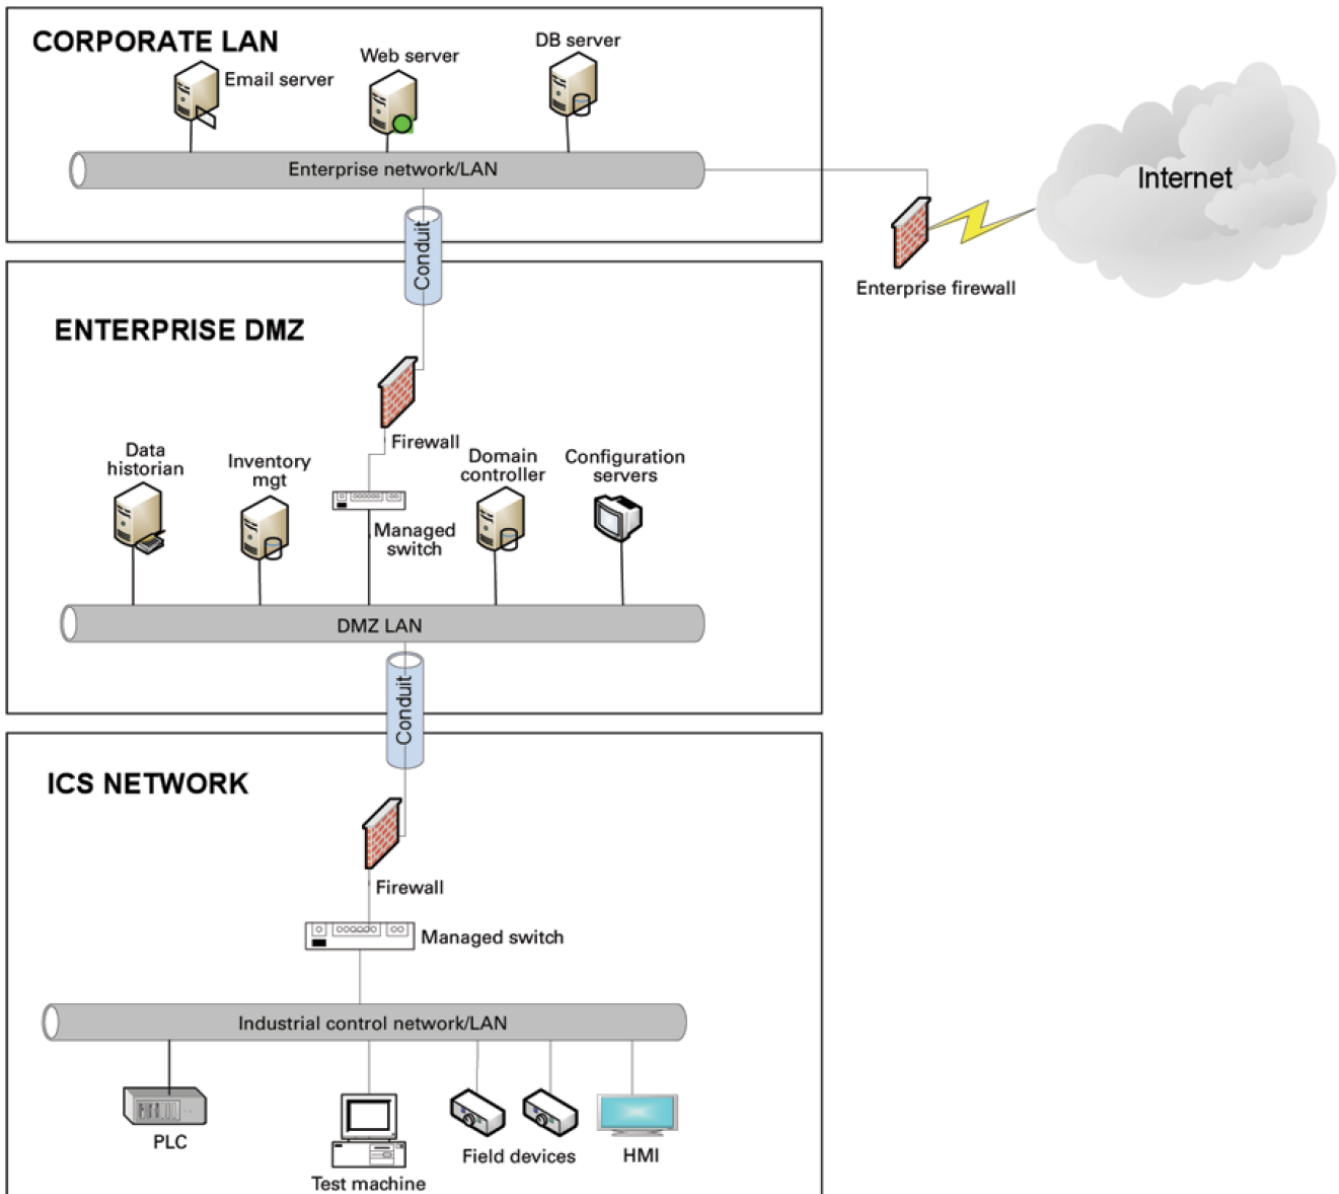 CORPORATE LAN
Email server
Web server
DB server
Enterprise network/LAN
Internet
Enterprise firewall
Conduit
ENTERPRISE DMZ
Firewall
Data
historian
Inventory
mgt
Managed
switch
Domain
controller
Configuration
servers
DMZ LAN
Conduit
ICS NETWORK
Firewall
Managed switch
Industrial control network/LAN
PLC
Test machine
Field devices
HMI